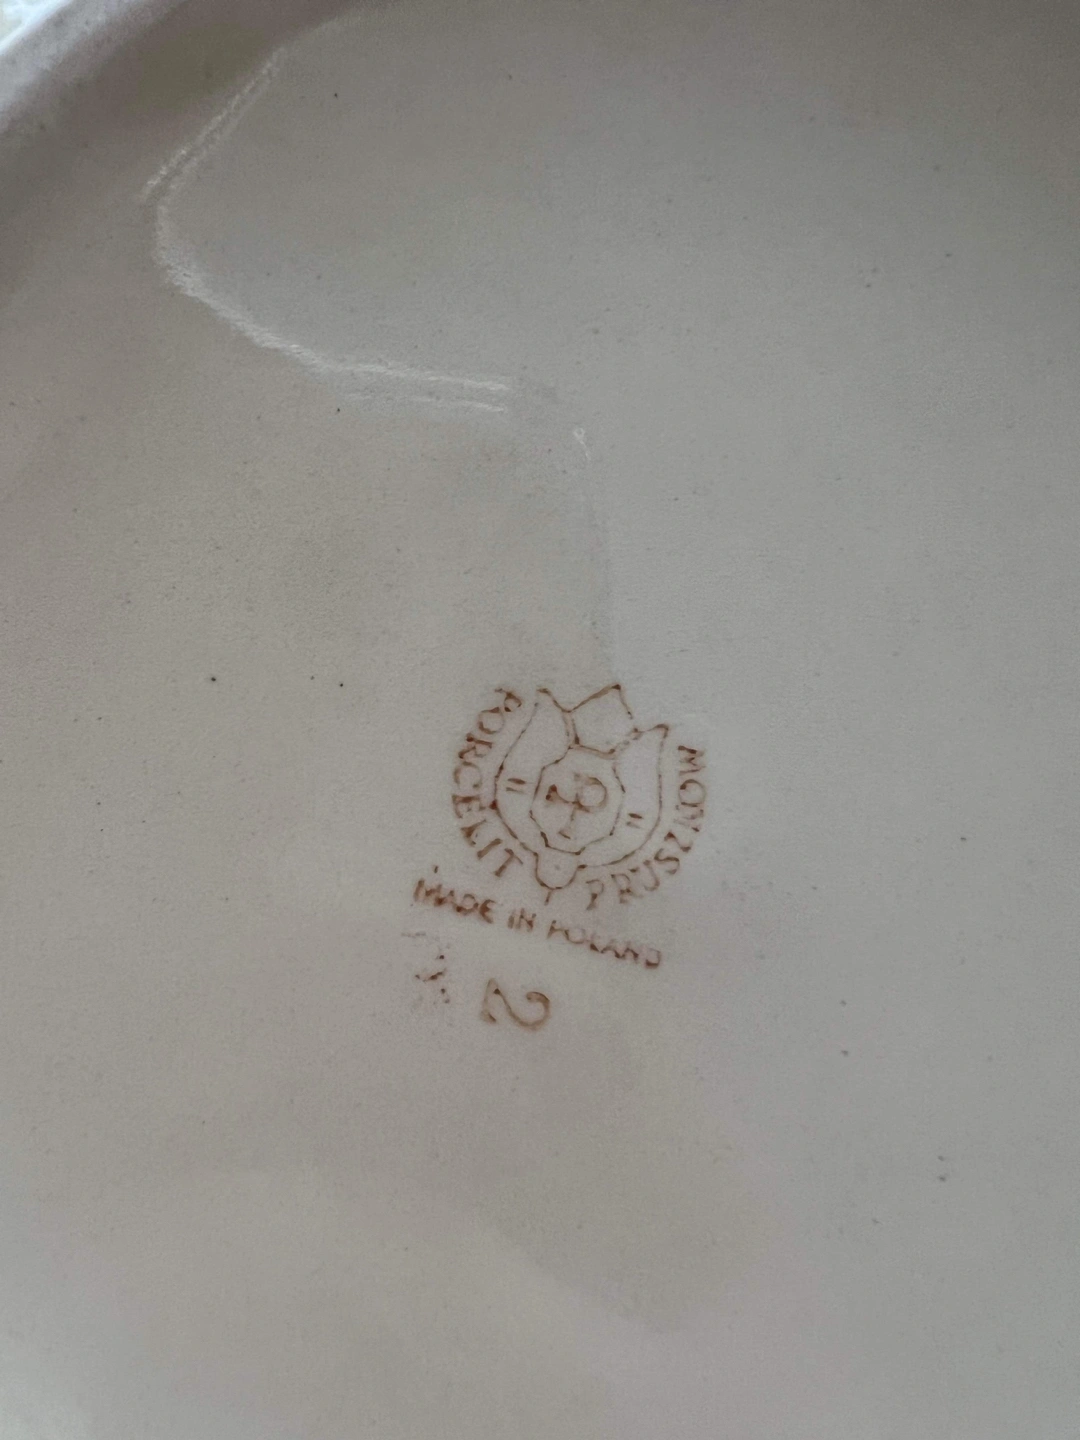 PORCELIT PRUSZKÓW
MADE IN POLAND
2